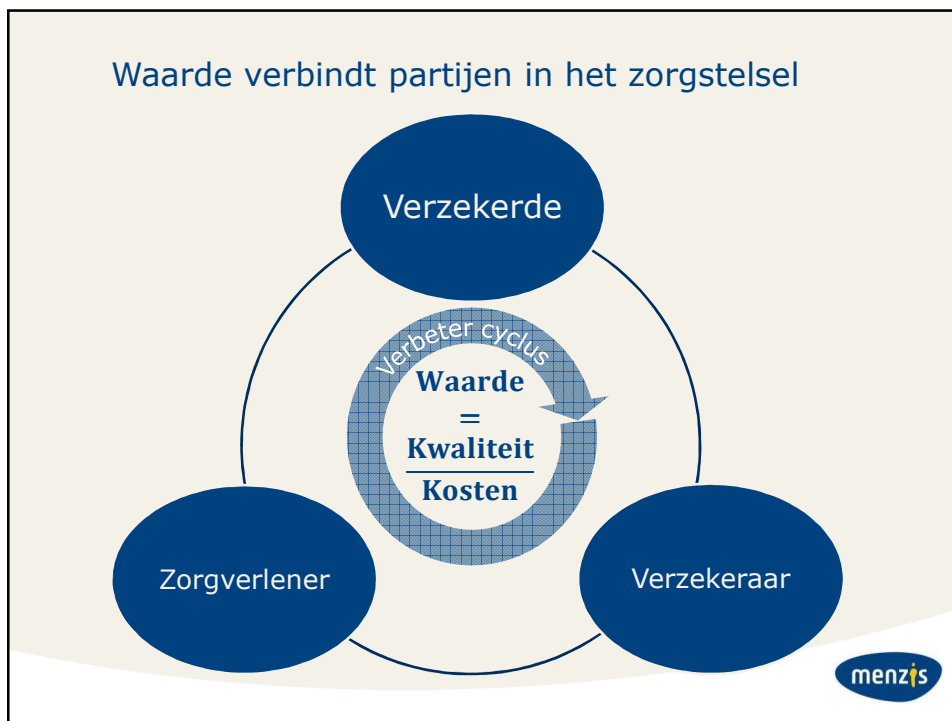 Waarde verbindt partijen in het zorgstelsel
Verzekerde
Verbeter cyclus
Waarde
=
Kwaliteit
Kosten
Zorgverlener
Verzekeraar
menzis